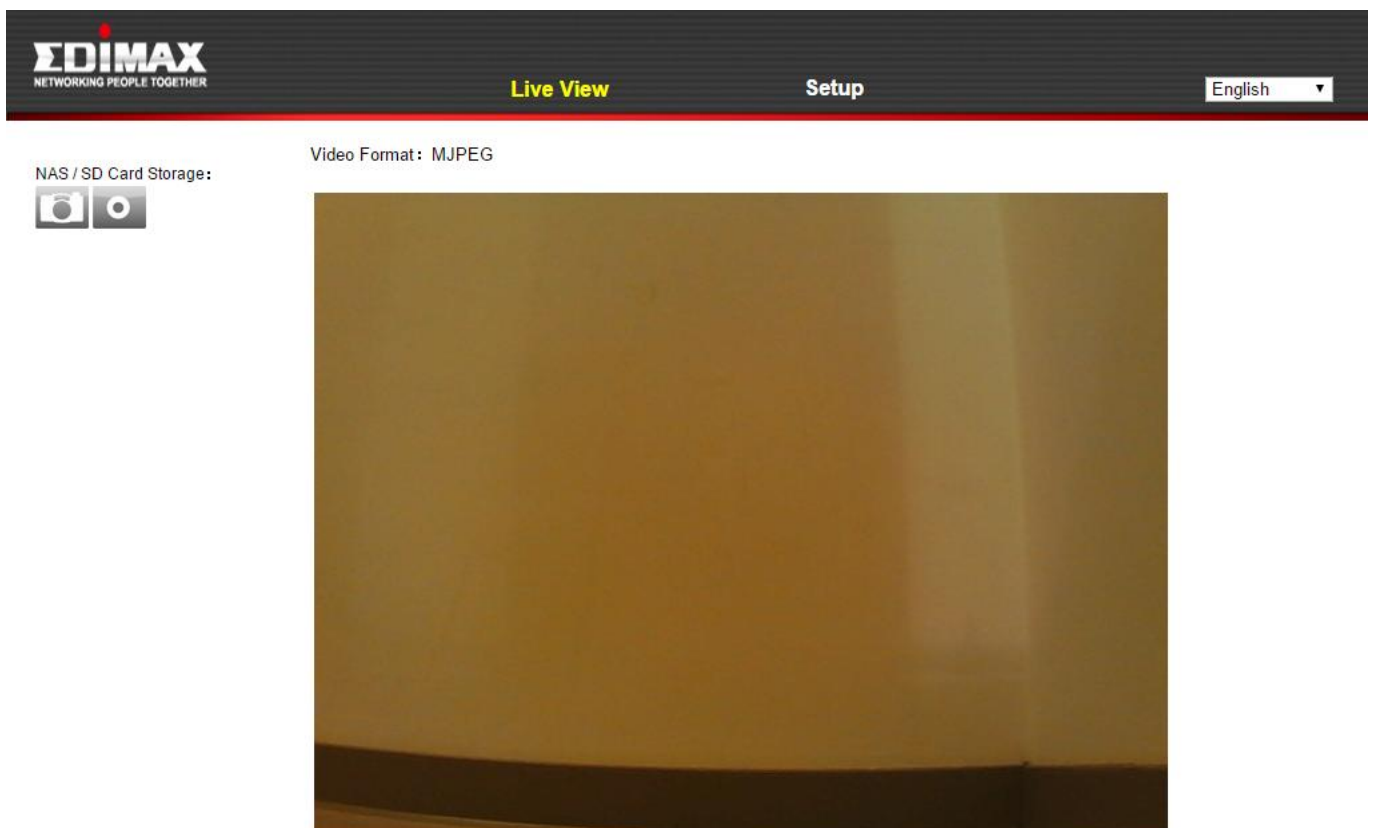 EDIMAX
NETWORKING PEOPLE TOGETHER
Live View
Setup
English
NAS / SD Card Storage:
Video Format: MJPEG